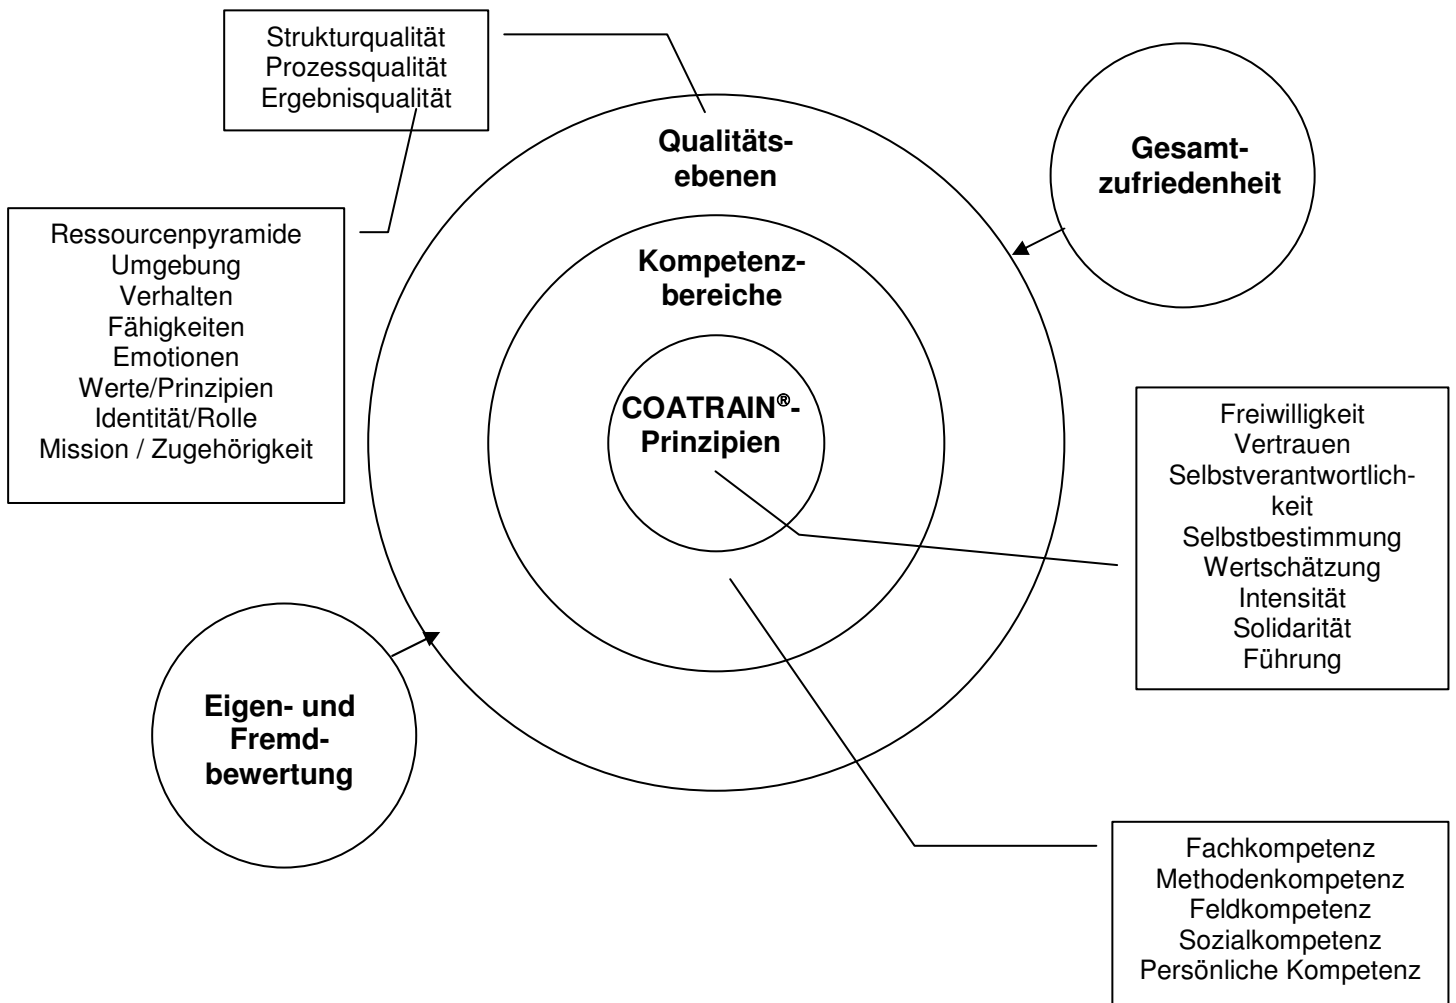 Strukturqualität
Prozessqualität
Ergebnisqualität
Qualitäts-
ebenen
Gesamt-
zufriedenheit
Ressourcenpyramide
Umgebung
Verhalten
Fähigkeiten
Emotionen
Werte/Prinzipien
Identität/Rolle
Mission / Zugehörigkeit
Kompetenz-
bereiche
COATRAIN®-
Prinzipien
Freiwilligkeit
Vertrauen
Selbstverantwortlich-
keit
Selbstbestimmung
Wertschätzung
Intensität
Solidarität
Führung
Eigen- und
Fremd-
bewertung
Fachkompetenz
Methodenkompetenz
Feldkompetenz
Sozialkompetenz
Persönliche Kompetenz